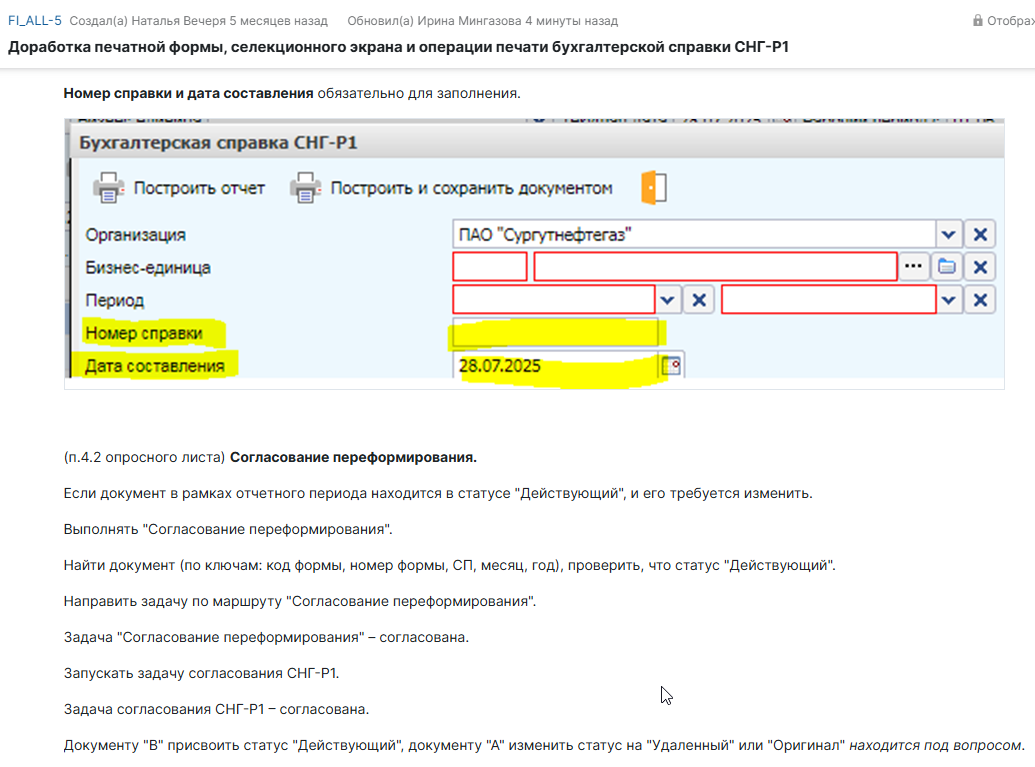 FI_ALL-5 Создал(а) Наталья Вечеря 5 месяцев назад Обновил(а) Ирина Мингазова 4 минуты назад
Доработка печатной формы, селекционного экрана и операции печати бухгалтерской справки СНГ-Р1
Номер справки и дата составления обязательно для заполнения.
Бухгалтерская справка СНГ-Р1
Построить отчет Построить и сохранить документом
Организация ПАО "Сургутнефтегаз"
Бизнес-единица ...
Период
Номер справки
Дата составления 28.07.2025
(п.4.2 опросного листа) Согласование переформирования.
Если документ в рамках отчетного периода находится в статусе "Действующий", и его требуется изменить.
Выполнять "Согласование переформирования".
Найти документ (по ключам: код формы, номер формы, СП, месяц, год), проверить, что статус "Действующий".
Направить задачу по маршруту "Согласование переформирования".
Задача "Согласование переформирования" – согласована.
Запускать задачу согласования СНГ-Р1.
Задача согласования СНГ-Р1 – согласована.
Документу "В" присвоить статус "Действующий", документу "А" изменить статус на "Удаленный" или "Оригинал" находится под вопросом.